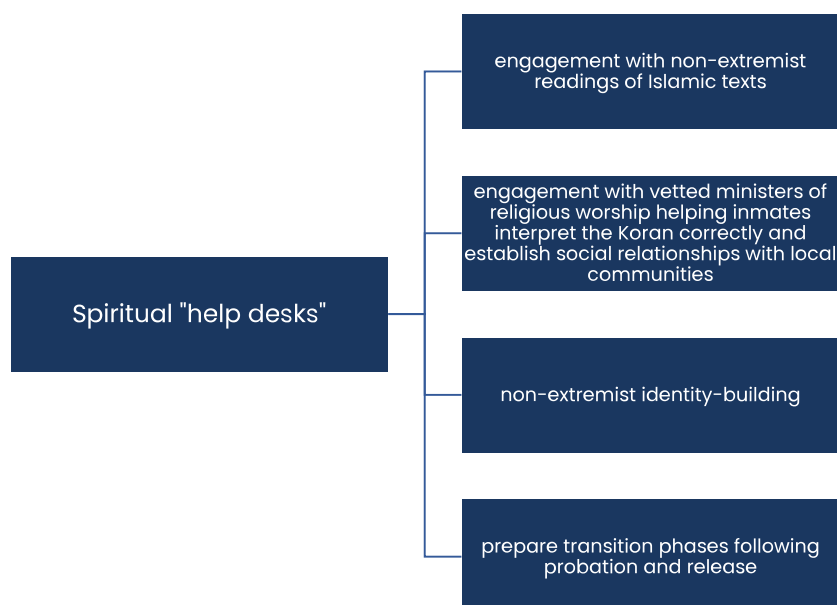 Spiritual "help desks"
engagement with non-extremist
readings of Islamic texts
engagement with vetted ministers of
religious worship helping inmates
interpret the Koran correctly and
establish social relationships with local
communities
non-extremist identity-building
prepare transition phases following
probation and release